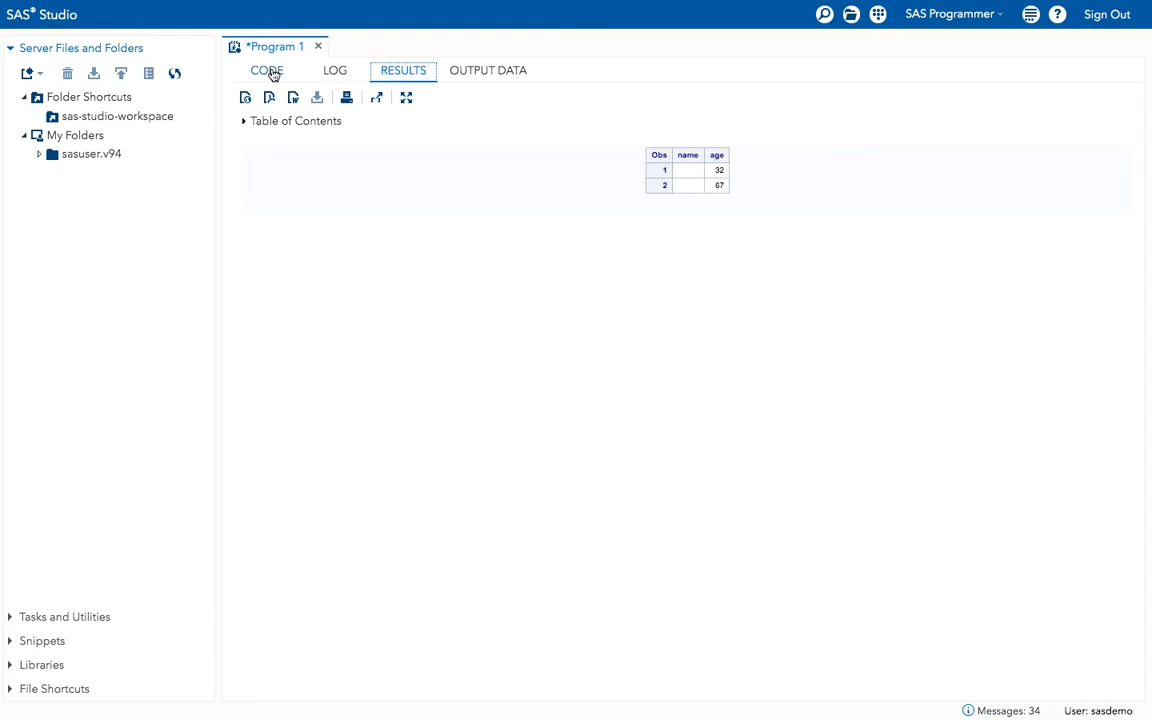 SAS® Studio
SAS Programmer
Sign Out
Server Files and Folders
Folder Shortcuts
sas-studio-workspace
My Folders
sasuser.v94
Tasks and Utilities
Snippets
Libraries
File Shortcuts
*Program 1
CODE LOG RESULTS OUTPUT DATA
Table of Contents
Obs name age
1 32
2 67
Messages: 34 User: sasdemo